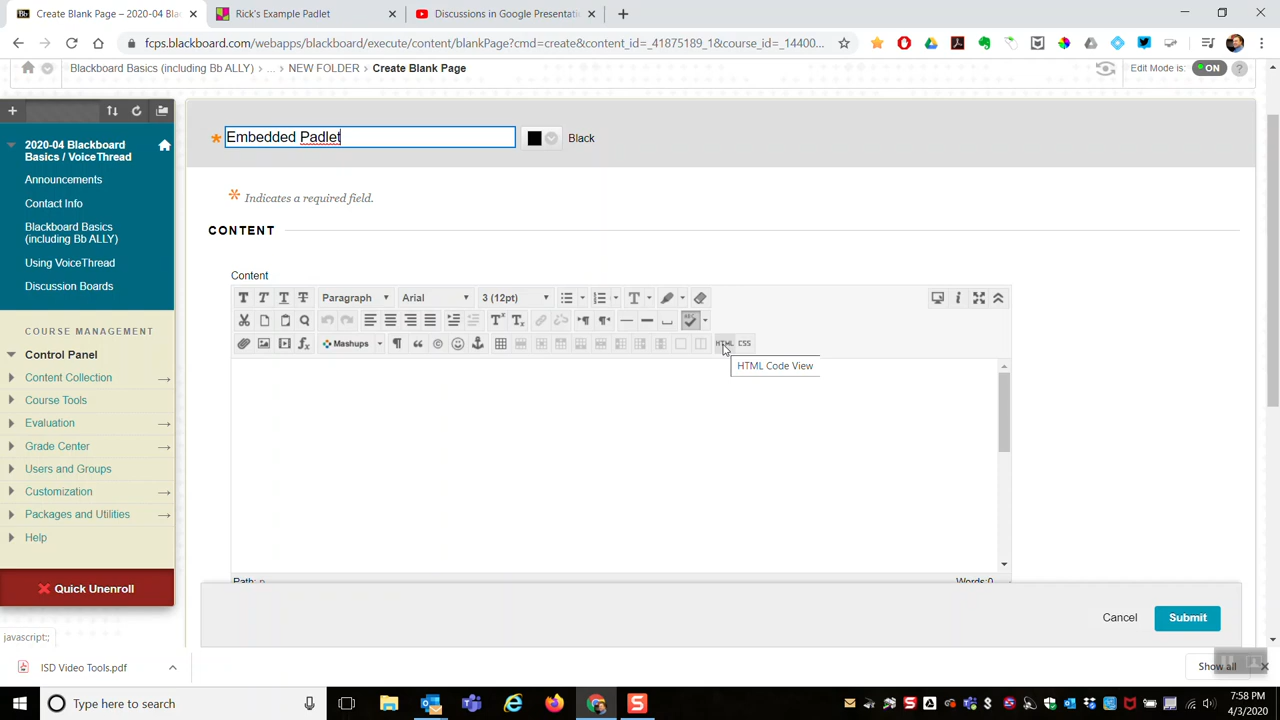 Bb
Create Blank Page – 2020-04 Bla
Rick's Example Padlet
Discussions in Google Presentatio
fcps.blackboard.com/webapps/blackboard/execute/content/blankPage?cmd=create&content_id=_41875189_1&course_id=_14400...
Blackboard Basics (including Bb ALLY) > ... > NEW FOLDER > Create Blank Page
Edit Mode is: ON ?
2020-04 Blackboard
Basics / VoiceThread
Announcements
Contact Info
Blackboard Basics
(including Bb ALLY)
Using VoiceThread
Discussion Boards
COURSE MANAGEMENT
Control Panel
Content Collection
Course Tools
Evaluation
Grade Center
Users and Groups
Customization
Packages and Utilities
Help
Quick Unenroll
javascript:;
Embedded Padlet
Black
Indicates a required field.
CONTENT
Content
T T T T Paragraph Arial 3 (12pt) T
ABC
Mashups
HTML CSS
HTML Code View
Path: p
Words:0
Cancel
Submit
ISD Video Tools.pdf
Show all
Type here to search
7:58 PM
4/3/2020